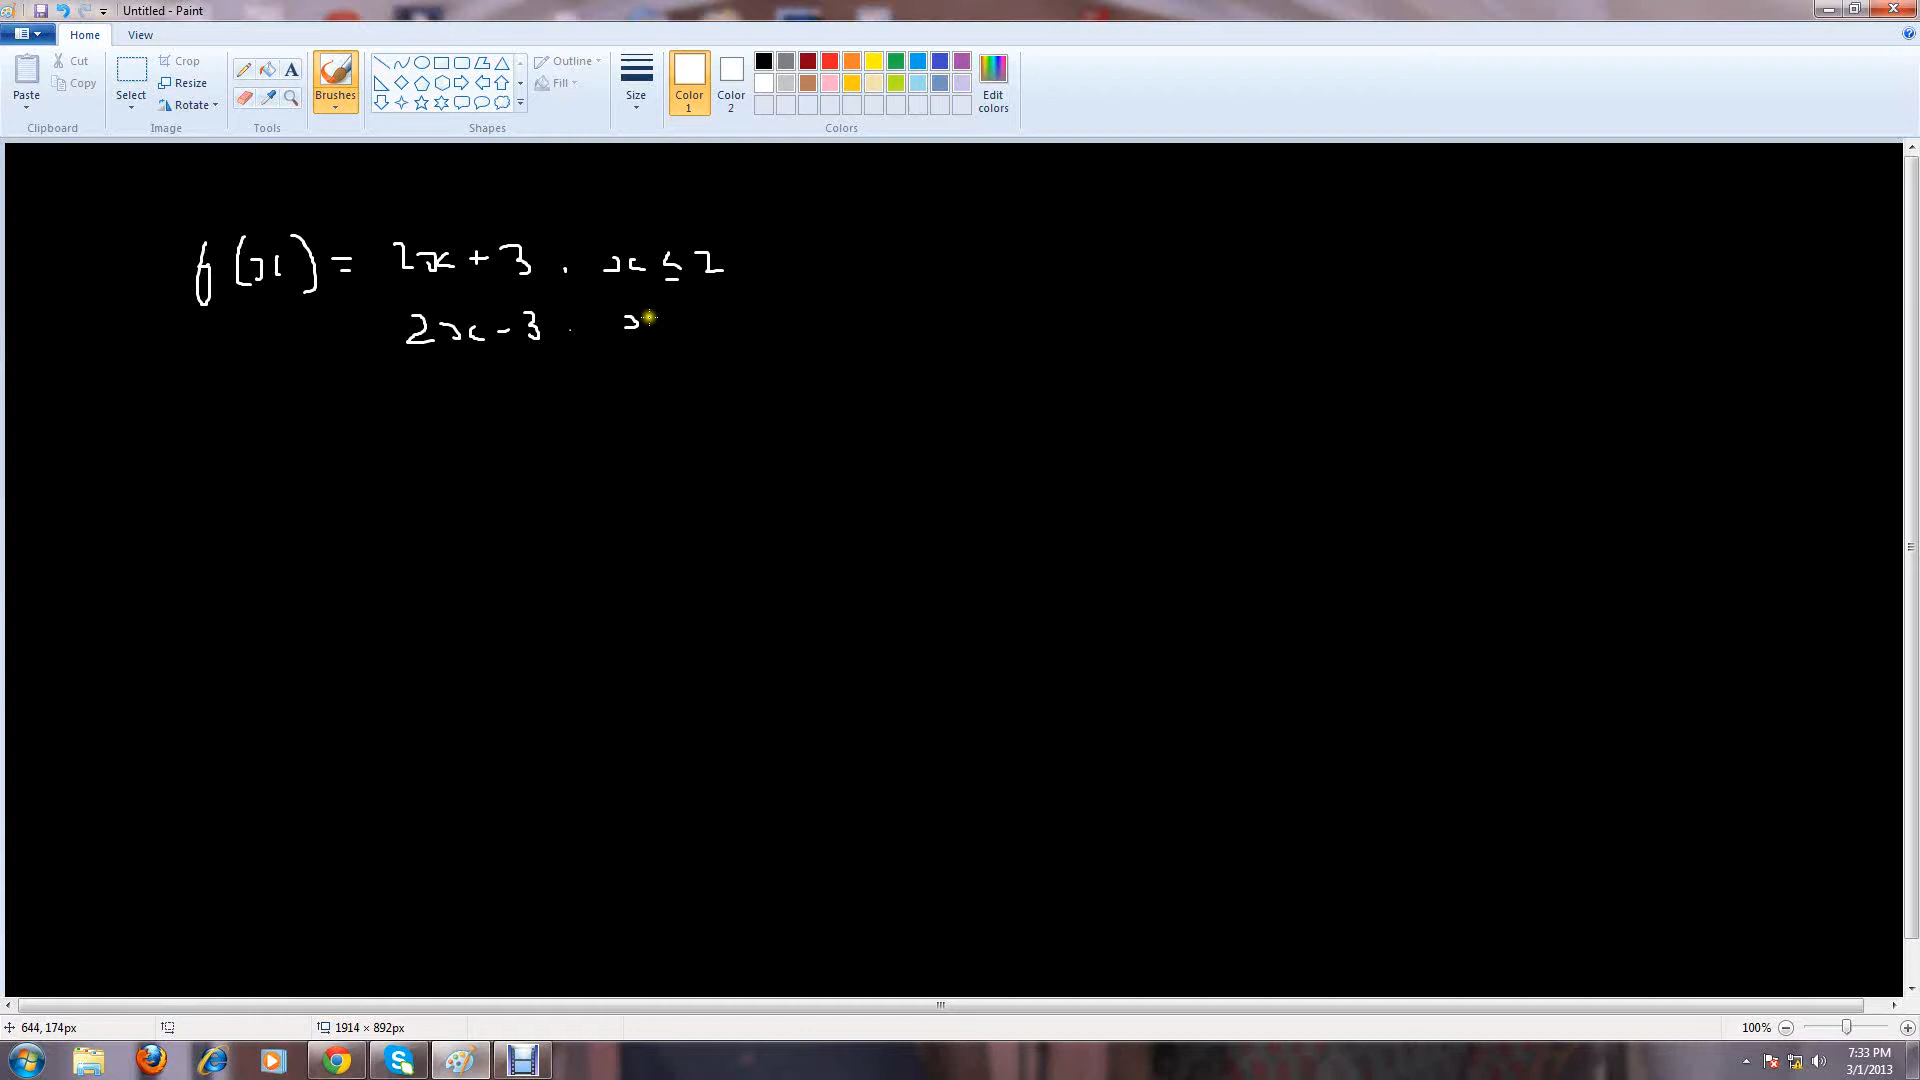 Untitled - Paint
Home View
Paste Cut Copy Clipboard
Select Crop Resize Rotate Image
Tools
Brushes
Outline Fill Shapes
Size
Color 1 Color 2 Edit colors Colors
f(x) = 2x + 3 . x ≤ 2
2x - 3 . x
644, 174px
1914 × 892px
100%
7:33 PM
3/1/2013